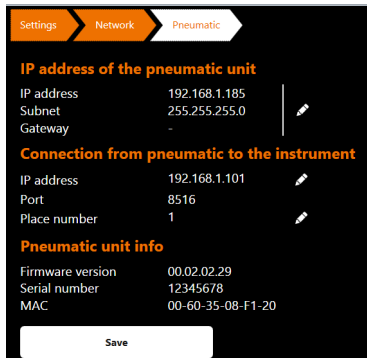 Settings Network Pneumatic
IP address of the pneumatic unit
IP address 192.168.1.185
Subnet 255.255.255.0
Gateway -
Connection from pneumatic to the instrument
IP address 192.168.1.101
Port 8516
Place number 1
Pneumatic unit info
Firmware version 00.02.02.29
Serial number 12345678
MAC 00-60-35-08-F1-20
Save